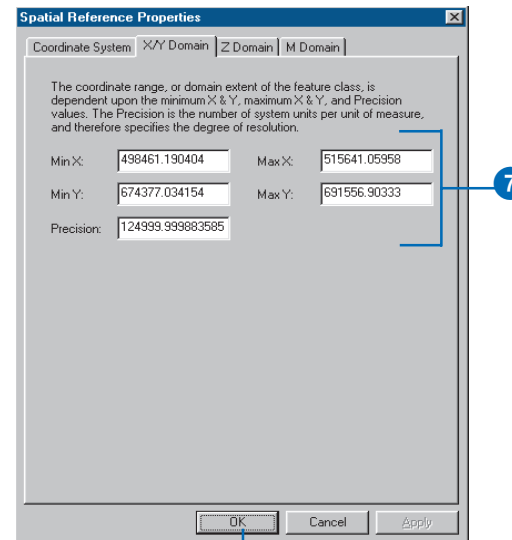 Spatial Reference Properties
Coordinate System X/Y Domain Z Domain M Domain
The coordinate range, or domain extent of the feature class, is
dependent upon the minimum X & Y, maximum X & Y, and Precision
values. The Precision is the number of system units per unit of measure,
and therefore specifies the degree of resolution.
Min X: 498461.190404 Max X: 515641.05958
Min Y: 674377.034154 Max Y: 691556.90333
Precision: 124999.999883585
7
OK Cancel Apply